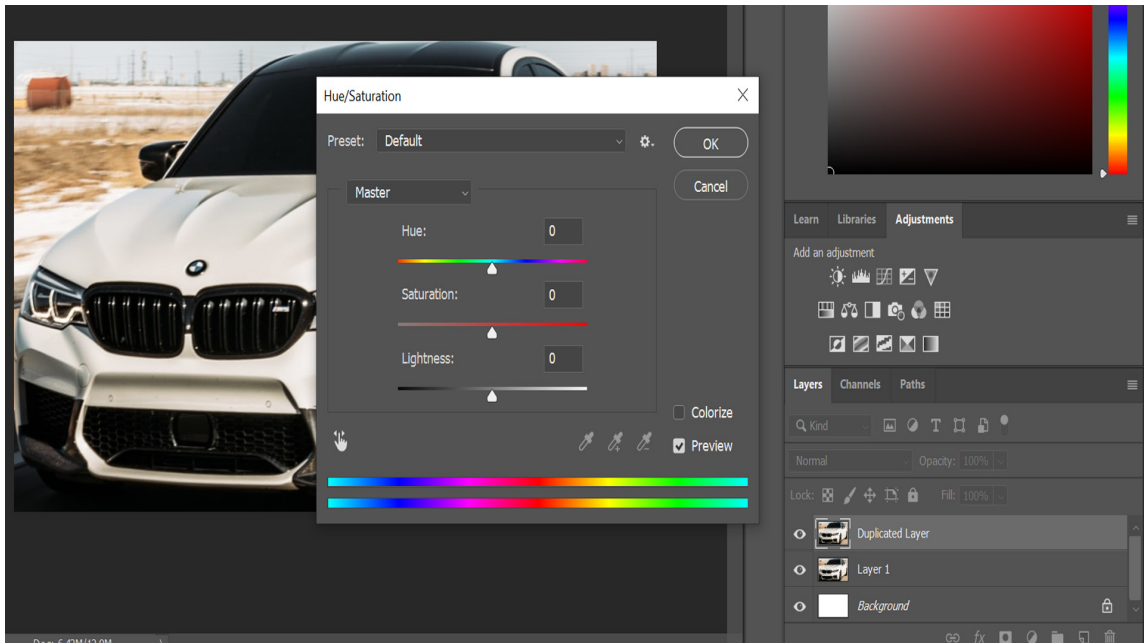 Hue/Saturation
Preset: Default
OK
Master
Cancel
Hue: 0
Saturation: 0
Lightness: 0
Colorize
Preview
Learn Libraries Adjustments
Add an adjustment
Layers Channels Paths
Kind
Normal Opacity: 100%
Lock: Fill: 100%
Duplicated Layer
Layer 1
Background
fx